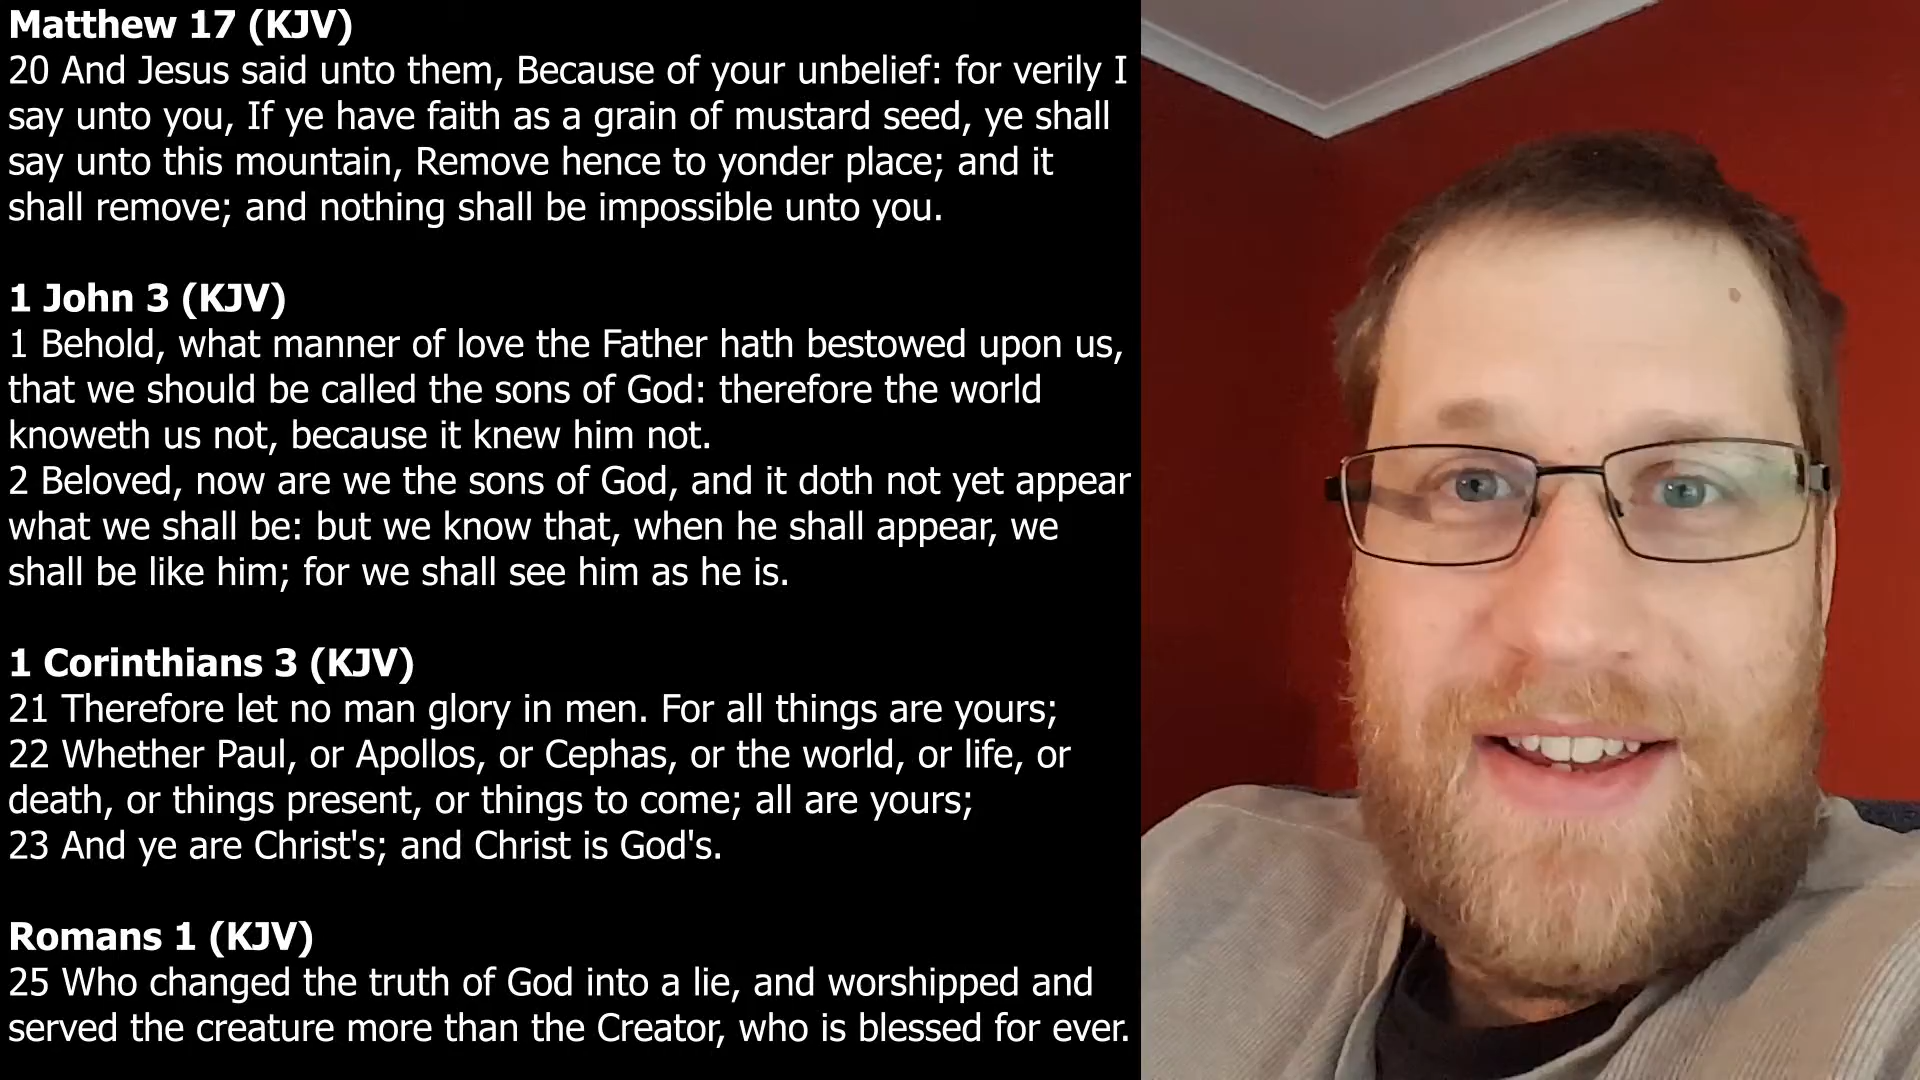 Matthew 17 (KJV)
20 And Jesus said unto them, Because of your unbelief: for verily I
say unto you, If ye have faith as a grain of mustard seed, ye shall
say unto this mountain, Remove hence to yonder place; and it
shall remove; and nothing shall be impossible unto you.
1 John 3 (KJV)
1 Behold, what manner of love the Father hath bestowed upon us,
that we should be called the sons of God: therefore the world
knoweth us not, because it knew him not.
2 Beloved, now are we the sons of God, and it doth not yet appear
what we shall be: but we know that, when he shall appear, we
shall be like him; for we shall see him as he is.
1 Corinthians 3 (KJV)
21 Therefore let no man glory in men. For all things are yours;
22 Whether Paul, or Apollos, or Cephas, or the world, or life, or
death, or things present, or things to come; all are yours;
23 And ye are Christ's; and Christ is God's.
Romans 1 (KJV)
25 Who changed the truth of God into a lie, and worshipped and
served the creature more than the Creator, who is blessed for ever.